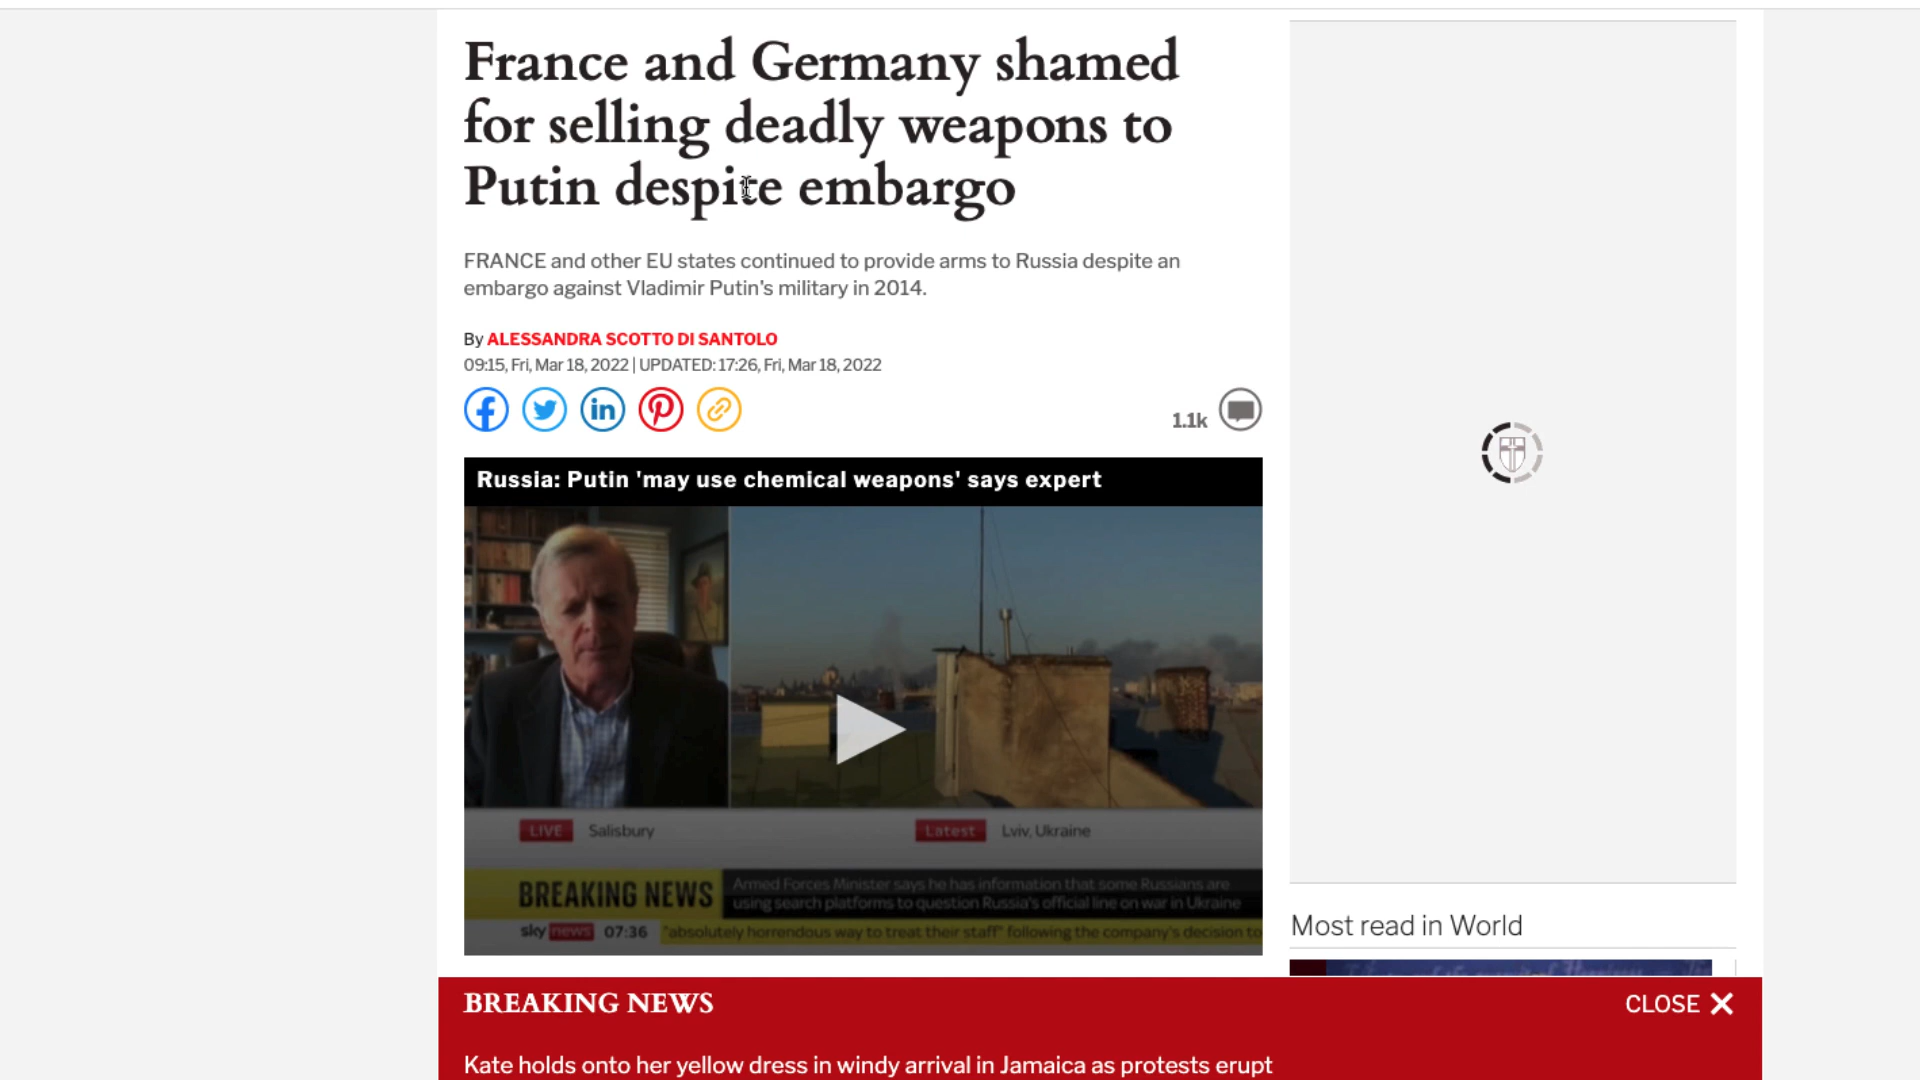 France and Germany shamed
for selling deadly weapons to
Putin despite embargo
FRANCE and other EU states continued to provide arms to Russia despite an
embargo against Vladimir Putin's military in 2014.
By ALESSANDRA SCOTTO DI SANTOLO
09:15, Fri, Mar 18, 2022 | UPDATED: 17:26, Fri, Mar 18, 2022
1.1k
Russia: Putin 'may use chemical weapons' says expert
LIVE Salisbury Latest Lviv, Ukraine
BREAKING NEWS
Armed Forces Minister says he has information that some Russians are
using search platforms to question Russia's official line on war in Ukraine
sky news 07:36 "absolutely horrendous way to treat their staff" following the company's decision to
Most read in World
BREAKING NEWS
CLOSE
Kate holds onto her yellow dress in windy arrival in Jamaica as protests erupt